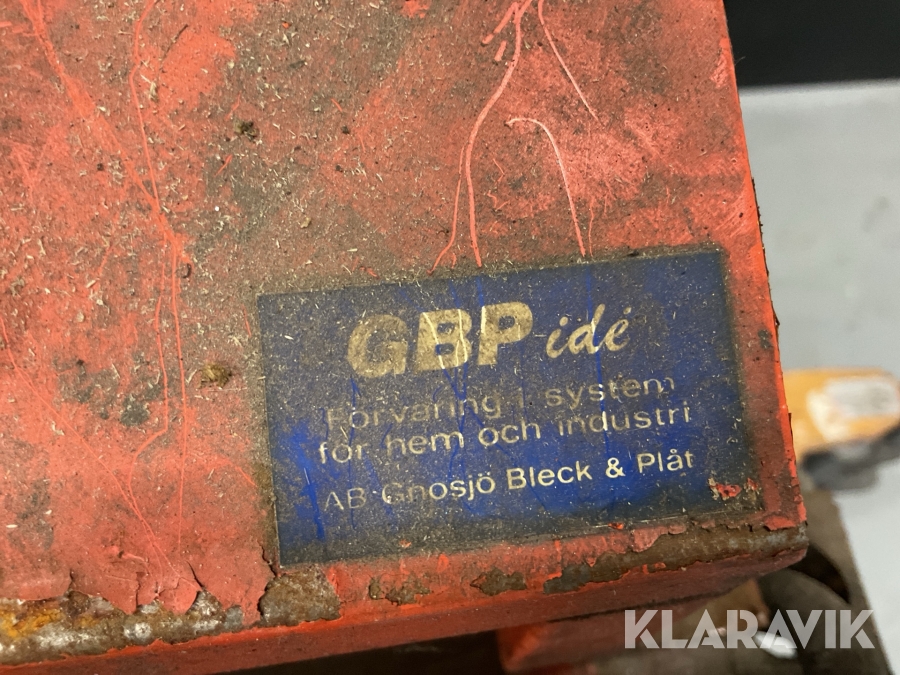 GBP idé
Förvaring i system
för hem och industri
AB Gnosjö Bleck & Plåt
KLARAVIK